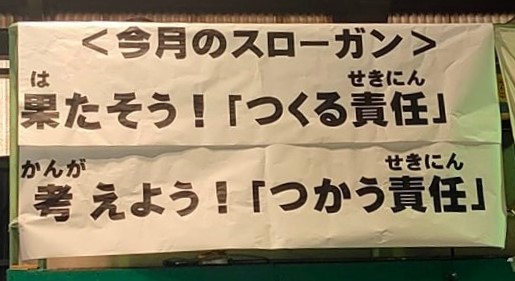 ＜今月のスローガン＞
は せきにん
果たそう！「つくる責任」
かんが せきにん
考えよう！「つかう責任」